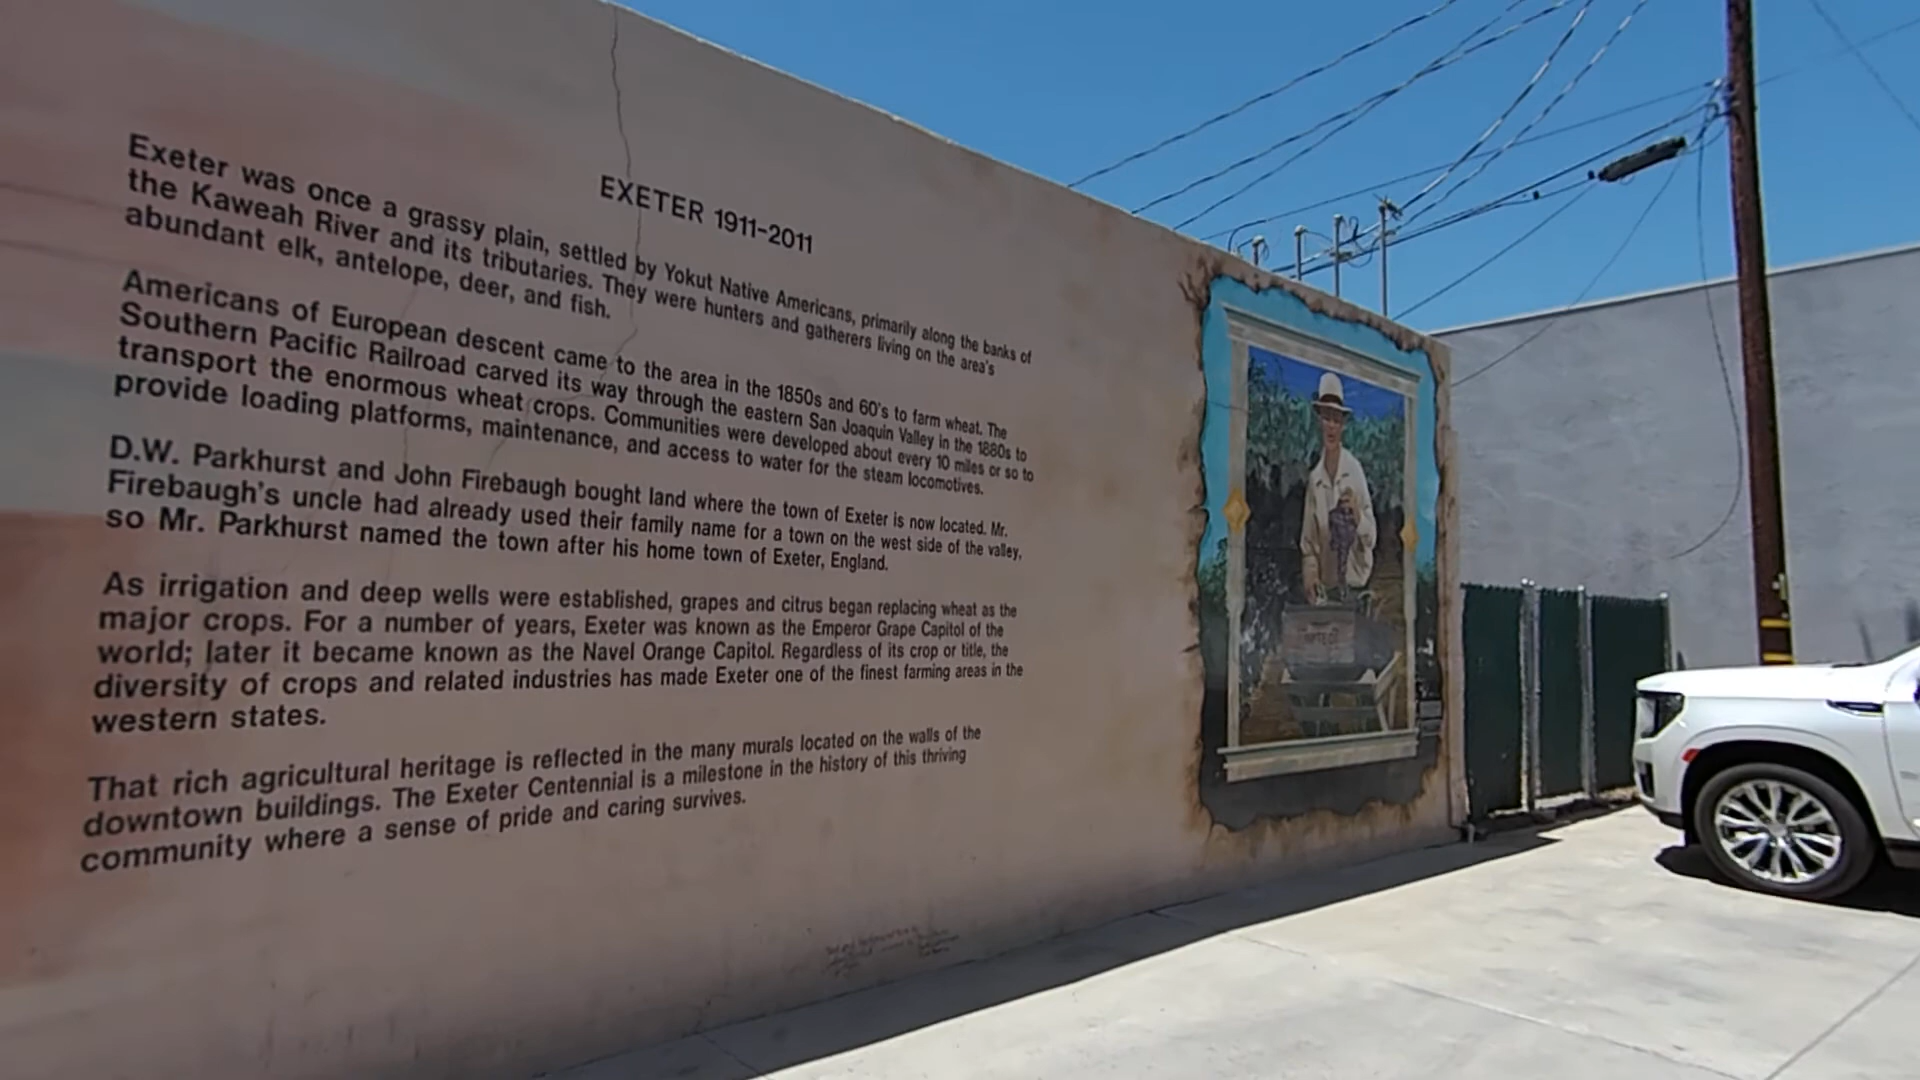 EXETER 1911-2011
Exeter was once a grassy plain, settled by Yokut Native Americans, primarily along the banks of
the Kaweah River and its tributaries. They were hunters and gatherers living on the area's
abundant elk, antelope, deer, and fish.
Americans of European descent came to the area in the 1850s and 60's to farm wheat. The
Southern Pacific Railroad carved its way through the eastern San Joaquin Valley in the 1880s to
transport the enormous wheat crops. Communities were developed about every 10 miles or so to
provide loading platforms, maintenance, and access to water for the steam locomotives.
D.W. Parkhurst and John Firebaugh bought land where the town of Exeter is now located. Mr.
Firebaugh's uncle had already used their family name for a town on the west side of the valley,
so Mr. Parkhurst named the town after his home town of Exeter, England.
As irrigation and deep wells were established, grapes and citrus began replacing wheat as the
major crops. For a number of years, Exeter was known as the Emperor Grape Capitol of the
world; later it became known as the Navel Orange Capitol. Regardless of its crop or title, the
diversity of crops and related industries has made Exeter one of the finest farming areas in the
western states.
That rich agricultural heritage is reflected in the many murals located on the walls of the
downtown buildings. The Exeter Centennial is a milestone in the history of this thriving
community where a sense of pride and caring survives.